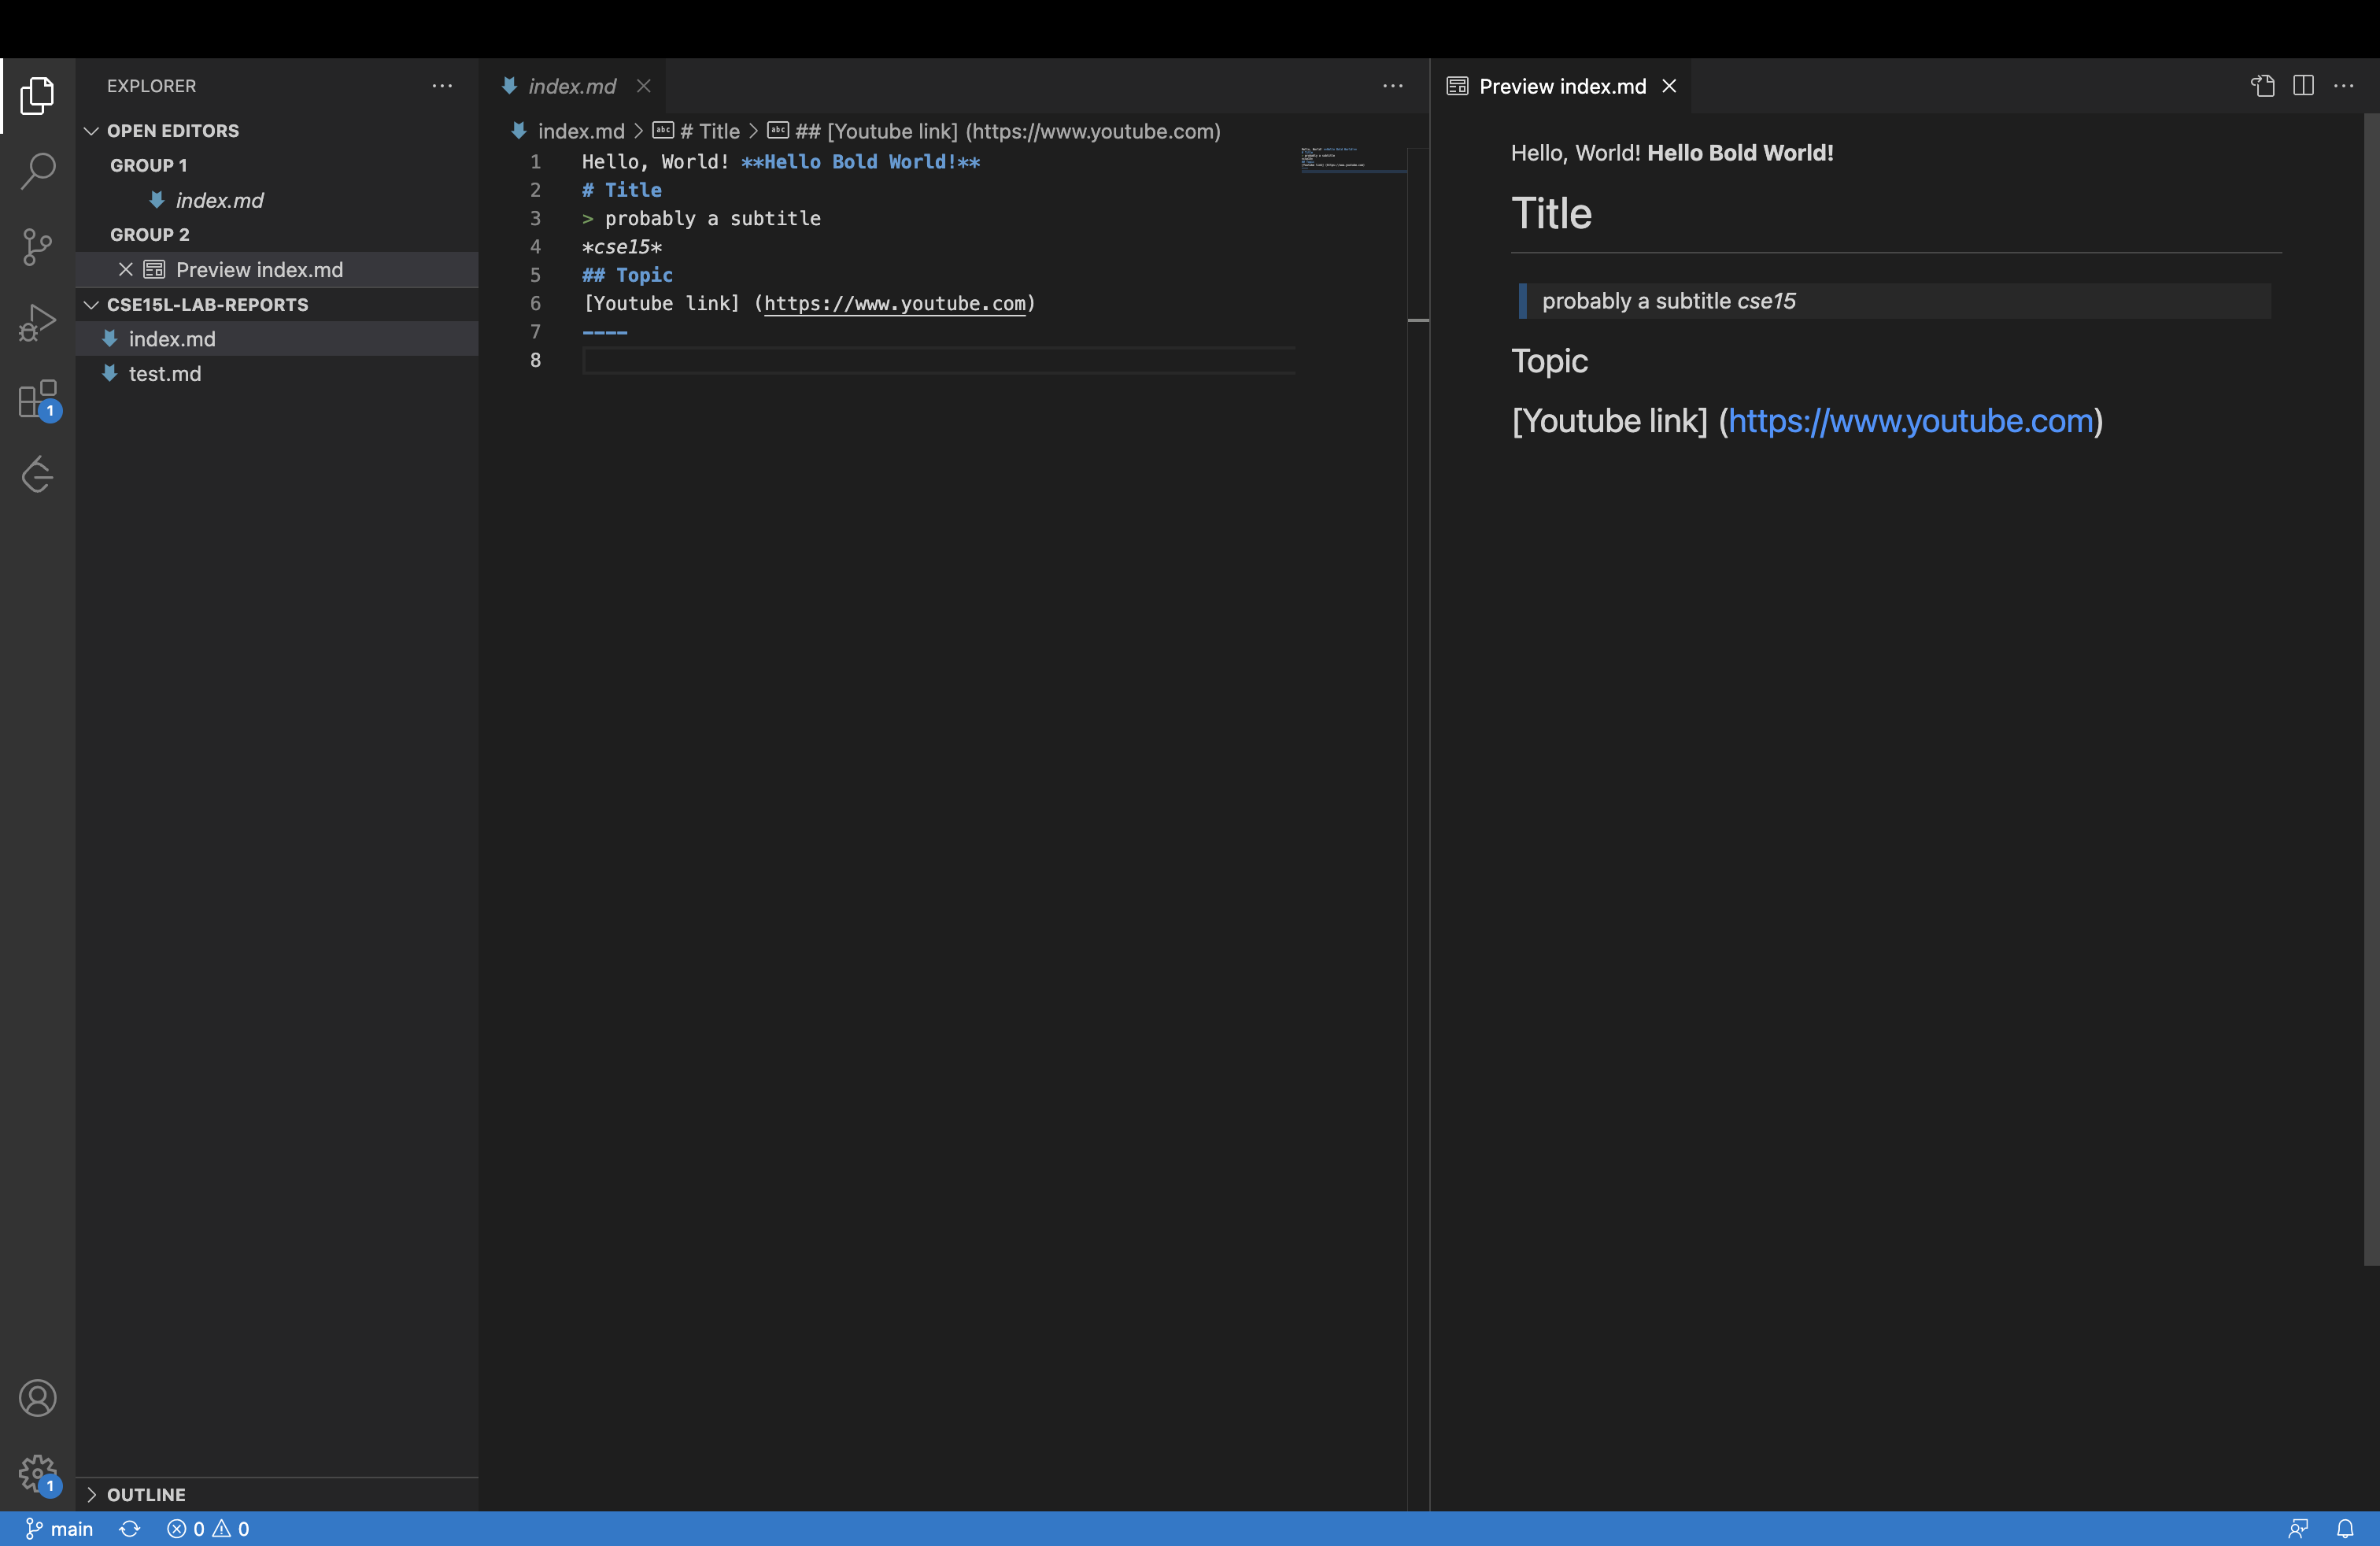 EXPLORER
OPEN EDITORS
GROUP 1
index.md
GROUP 2
Preview index.md
CSE15L-LAB-REPORTS
index.md
test.md
1
1
OUTLINE
index.md
index.md > # Title > ## [Youtube link] (https://www.youtube.com)
1 Hello, World! **Hello Bold World!**
2 # Title
3 > probably a subtitle
4 *cse15*
5 ## Topic
6 [Youtube link] (https://www.youtube.com)
7 ----
8
Preview index.md
Hello, World! Hello Bold World!
Title
probably a subtitle cse15
Topic
[Youtube link] (https://www.youtube.com)
main 0 0